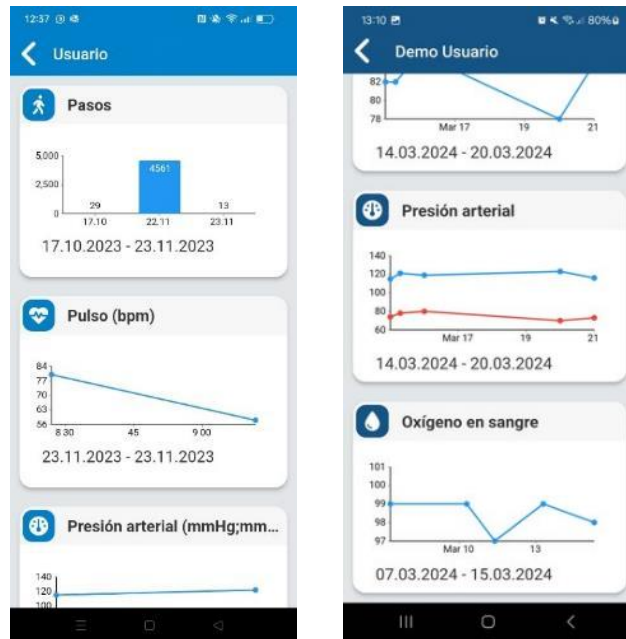 12:37
Usuario
Pasos
5,000
2,500
0
29
4561
13
17.10
22.11
23.11
17.10.2023 - 23.11.2023
Pulso (bpm)
84
77
70
63
56
8 30
45
9 00
23.11.2023 - 23.11.2023
Presión arterial (mmHg;mm...
140
120
100
13:10
80%
Demo Usuario
82
80
78
Mar 17
19
21
14.03.2024 - 20.03.2024
Presión arterial
140
120
100
80
60
Mar 17
19
21
14.03.2024 - 20.03.2024
Oxígeno en sangre
101
100
99
98
97
Mar 10
13
07.03.2024 - 15.03.2024